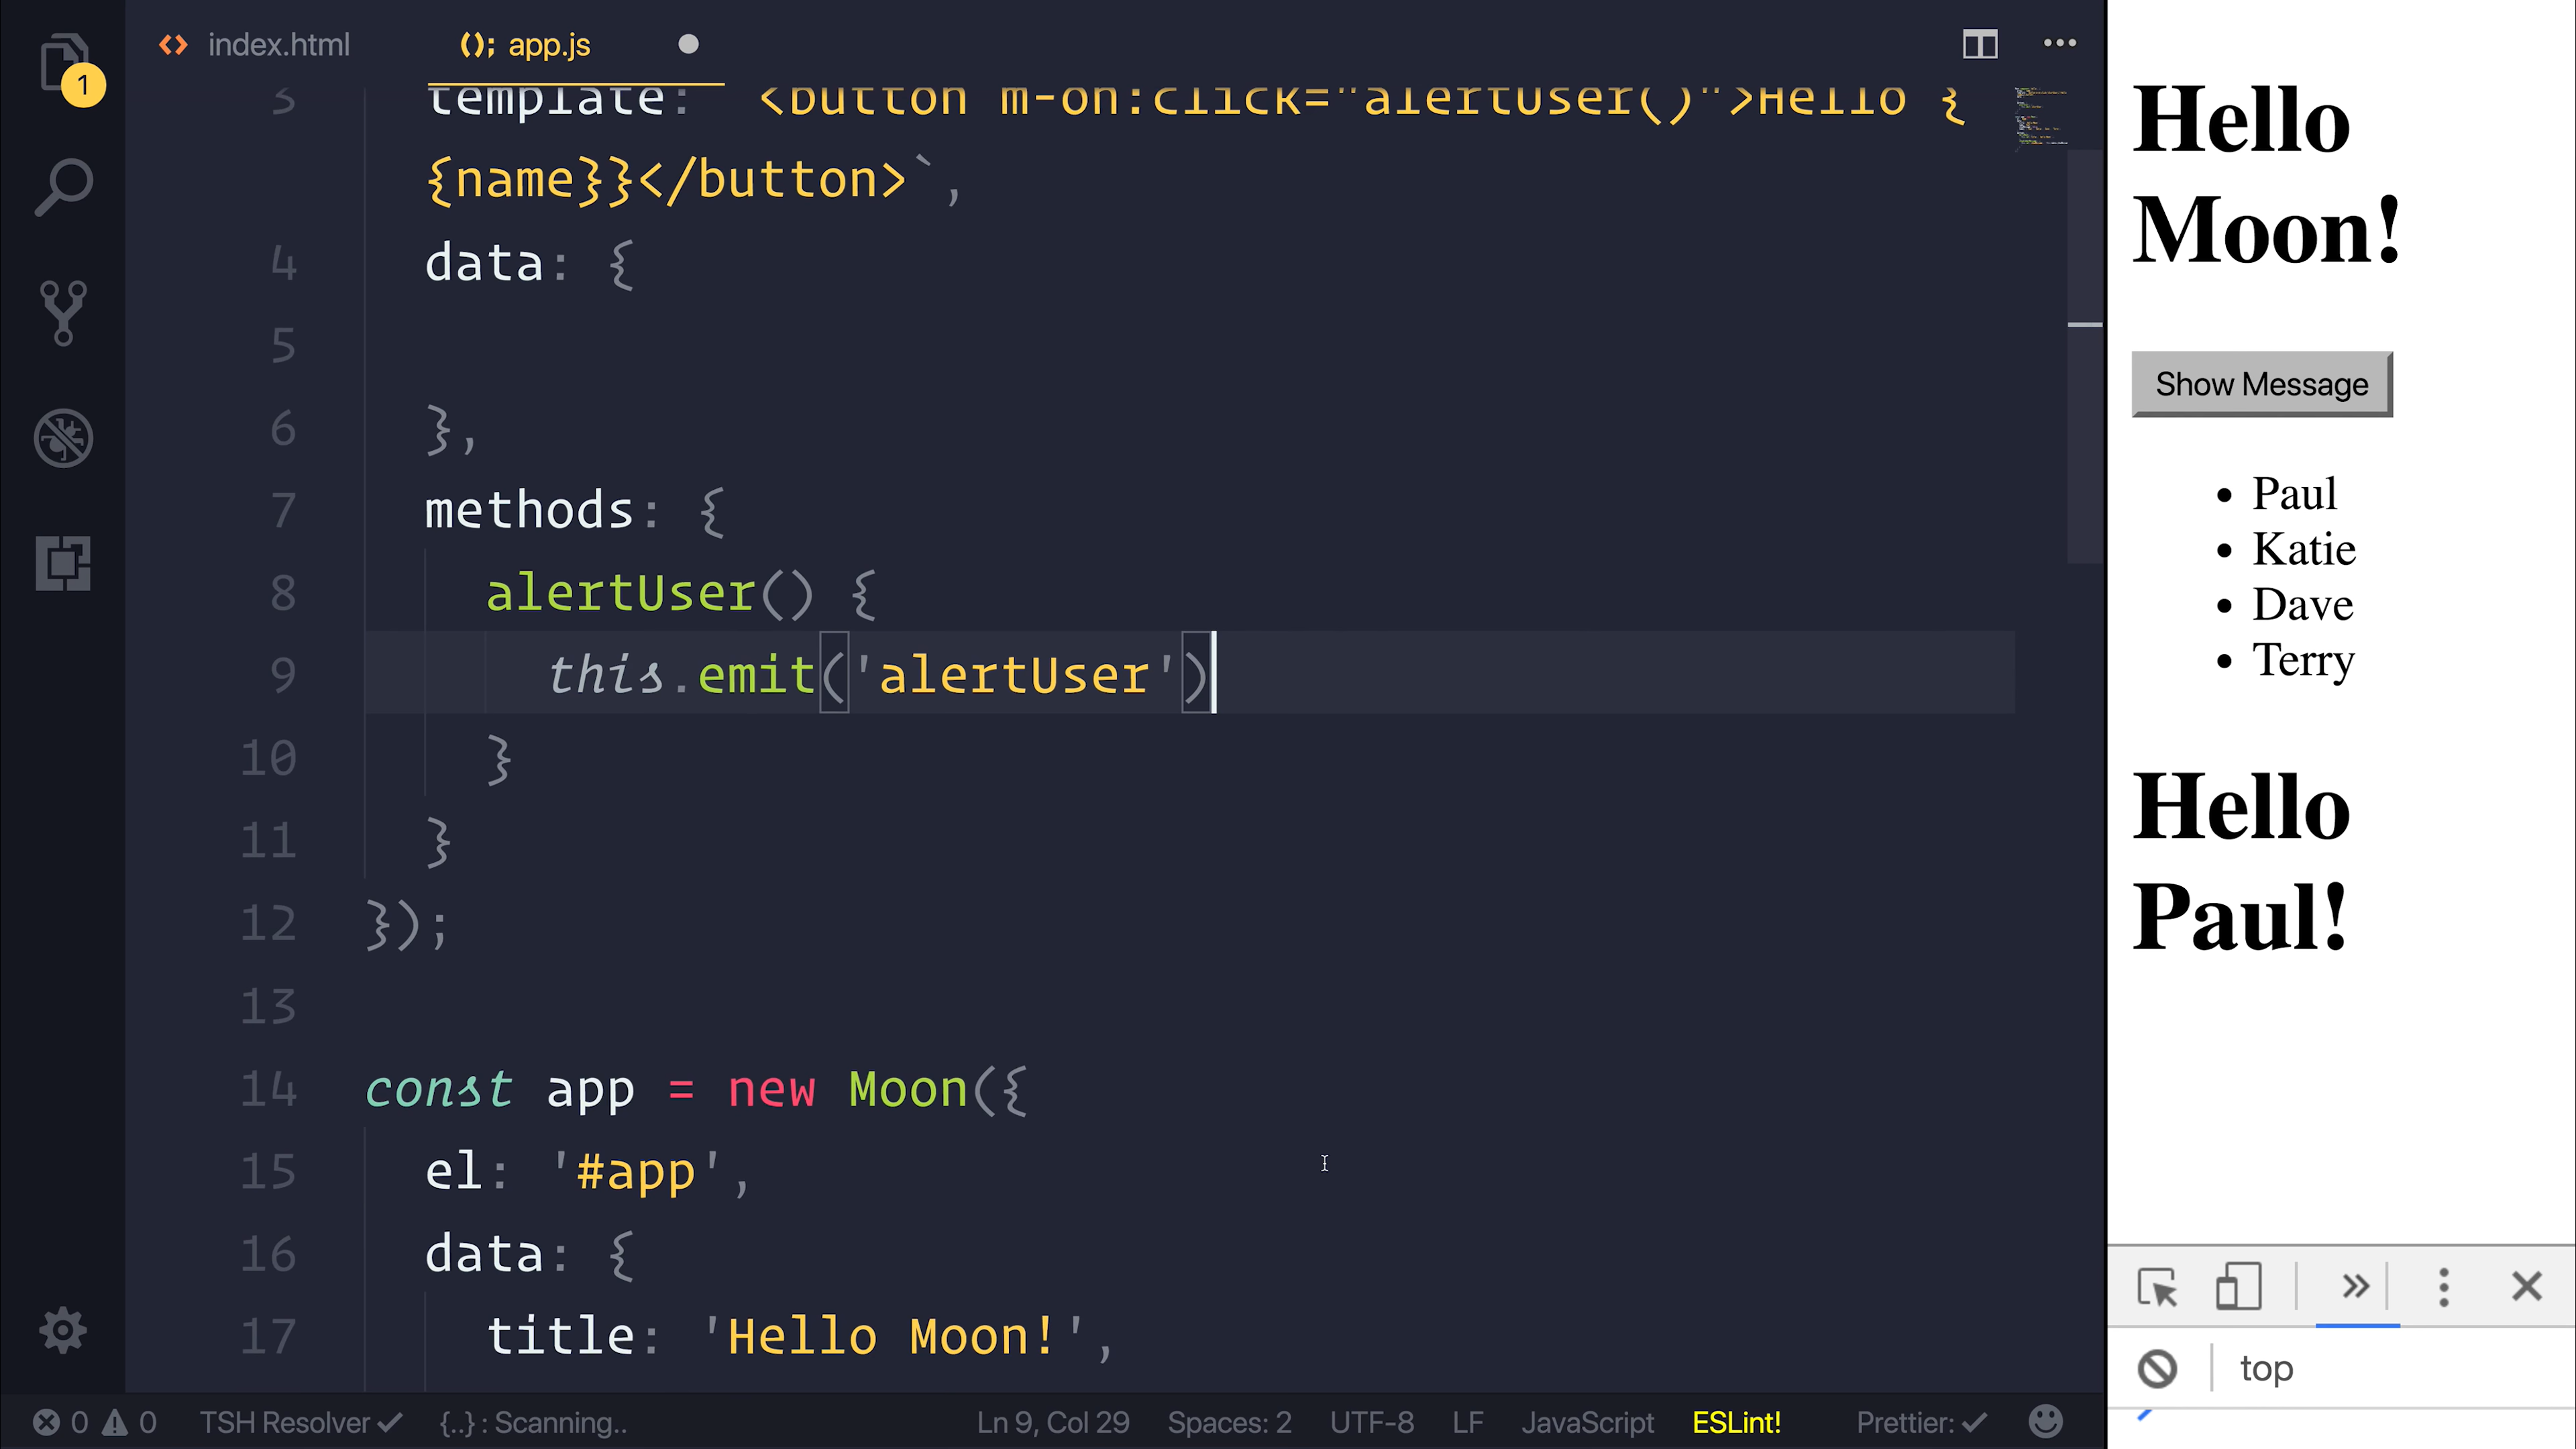 index.html
(); app.js
1
3 template: `<button m-on:click="alertUser()">Hello {
{name}}</button>`,
4 data: {
5
6 },
7 methods: {
8 alertUser() {
9 this.emit('alertUser')
10 }
11 }
12 });
13
14 const app = new Moon({
15 el: '#app',
16 data: {
17 title: 'Hello Moon!',
0 0 TSH Resolver {..} : Scanning.. Ln 9, Col 29 Spaces: 2 UTF-8 LF JavaScript ESLint! Prettier:
Hello
Moon!
Show Message
Paul
Katie
Dave
Terry
Hello
Paul!
top